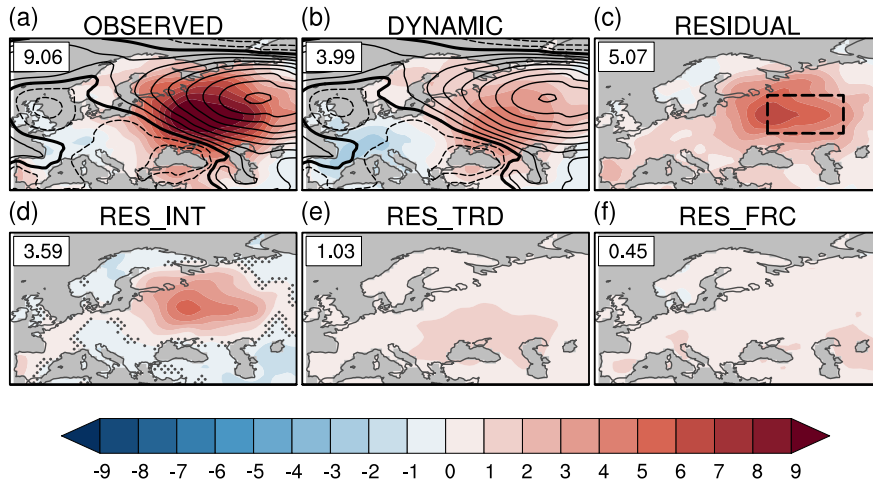 (a) OBSERVED (b) DYNAMIC (c) RESIDUAL
9.06 3.99 5.07
(d) RES_INT (e) RES_TRD (f) RES_FRC
3.59 1.03 0.45
-9 -8 -7 -6 -5 -4 -3 -2 -1 0 1 2 3 4 5 6 7 8 9